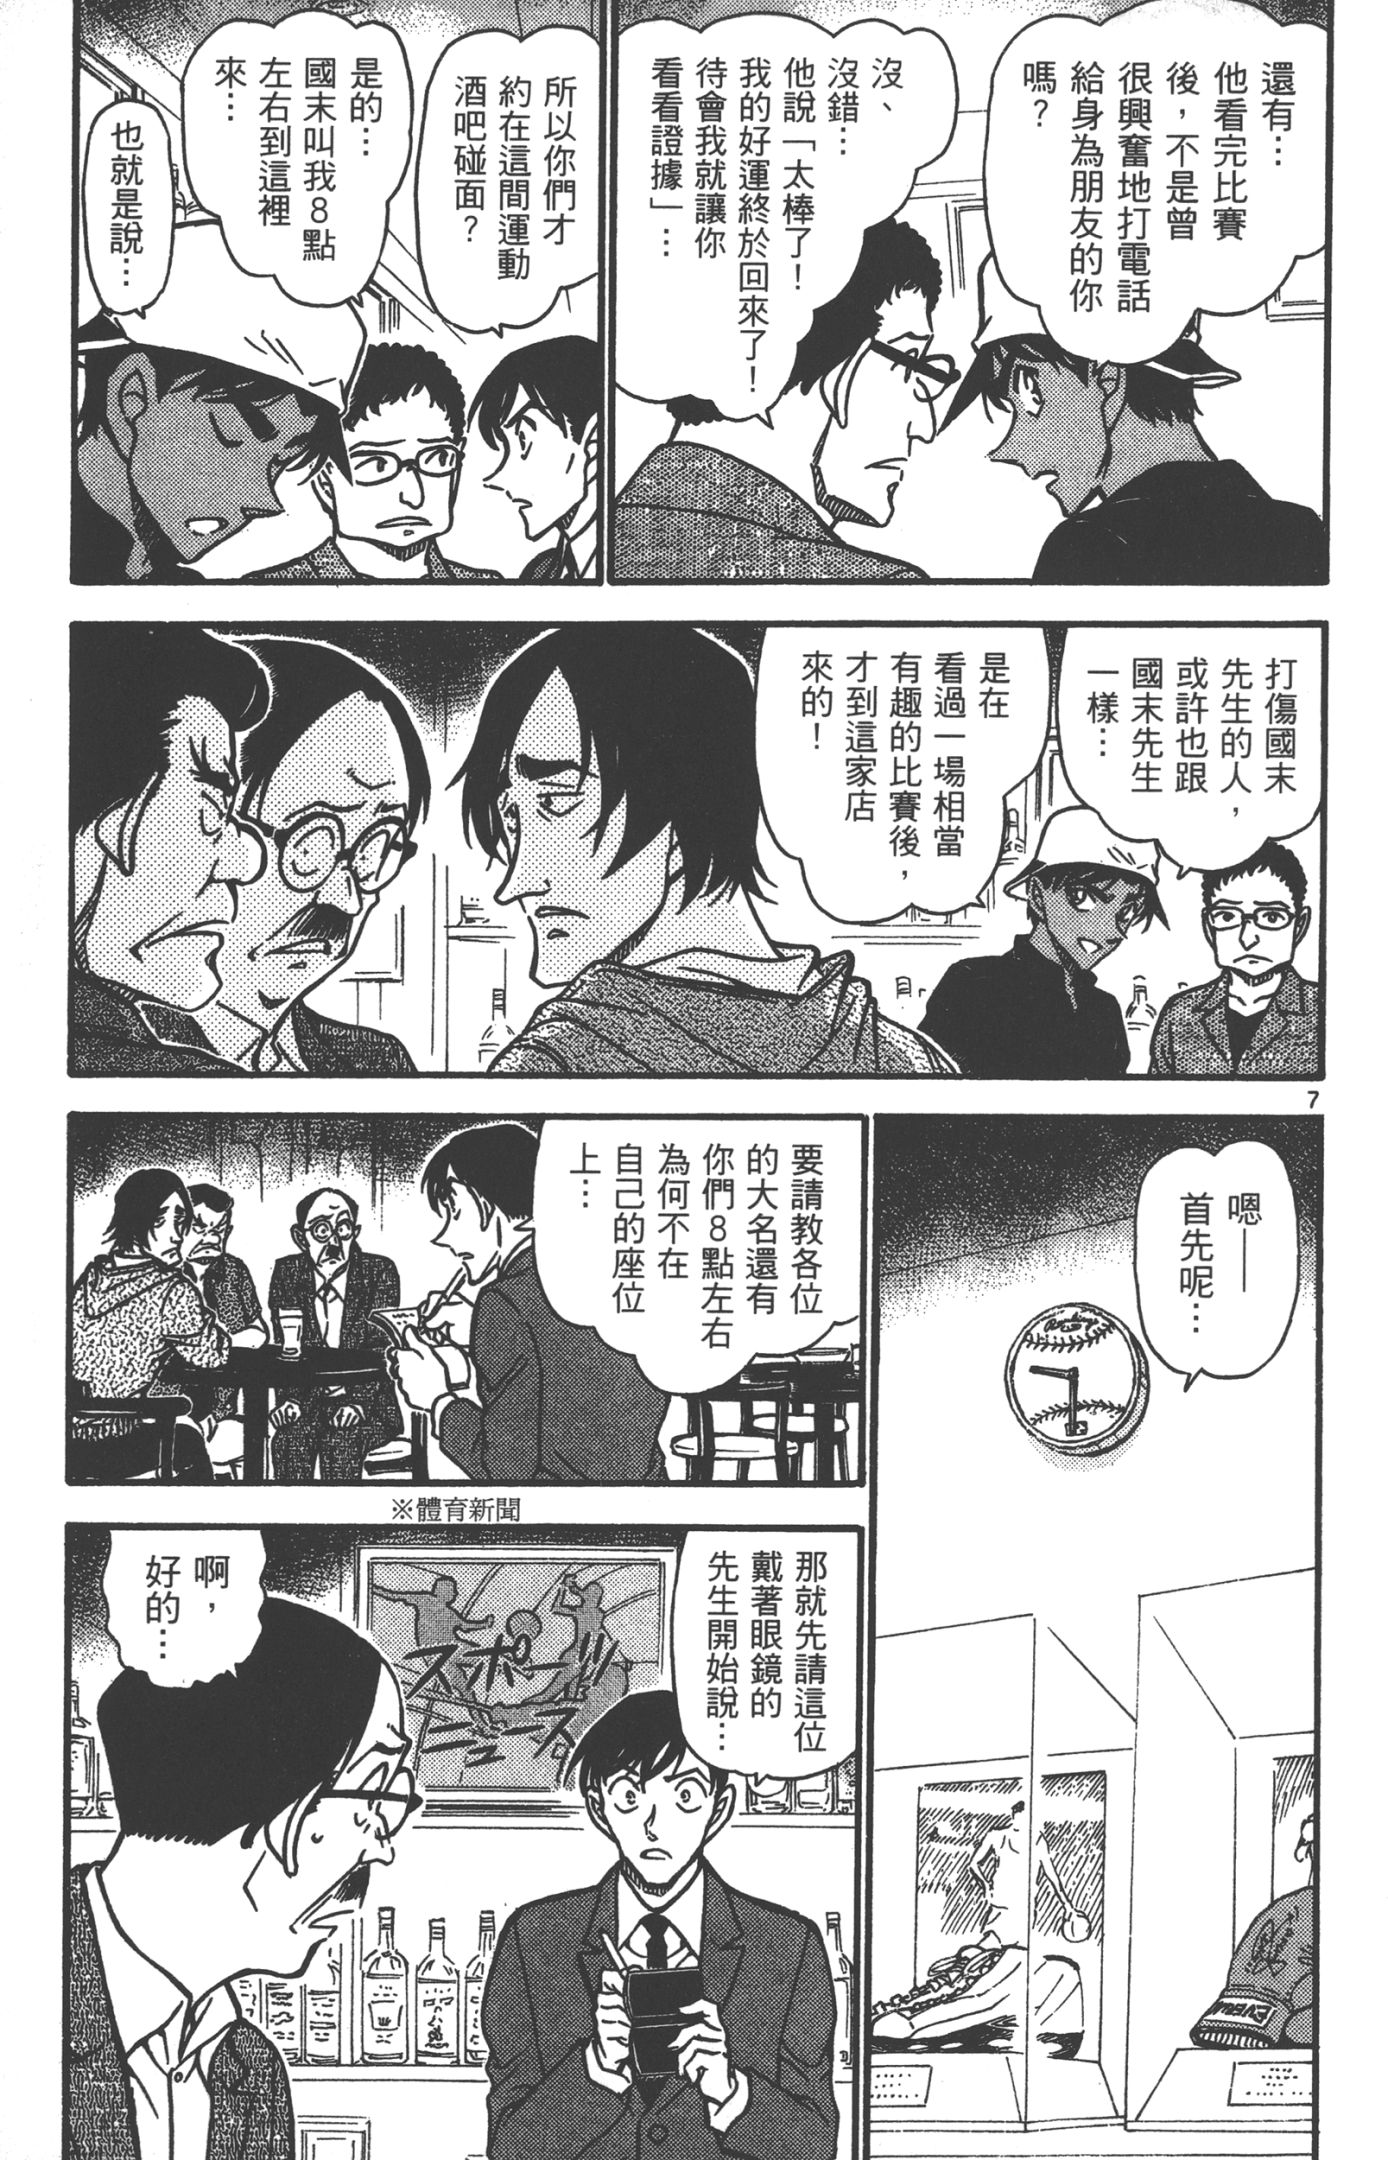 還有…
他看完比賽
後，不是曾
很興奮地打電話
給身為朋友的你
嗎？
沒、
沒錯…
他說「太棒了！
我的好運終於回來了！
待會我就讓你
看看證據」…
所以你們才
約在這間運動
酒吧碰面？
是的…
國末叫我8點
左右到這裡
來…
也就是說…
打傷國末
先生的人，
或許也跟
國末先生
一樣…
是在
看過一場相當
有趣的比賽後，
才到這家店
來的！
7
嗯——
首先呢…
Rawlings
EVERLA
要請教各位
的大名還有
你們8點左右
為何不在
自己的座位
上…
※體育新聞
那就先請這位
戴著眼鏡的
先生開始說…
スポーツ!!
ニュース
啊，
好的…